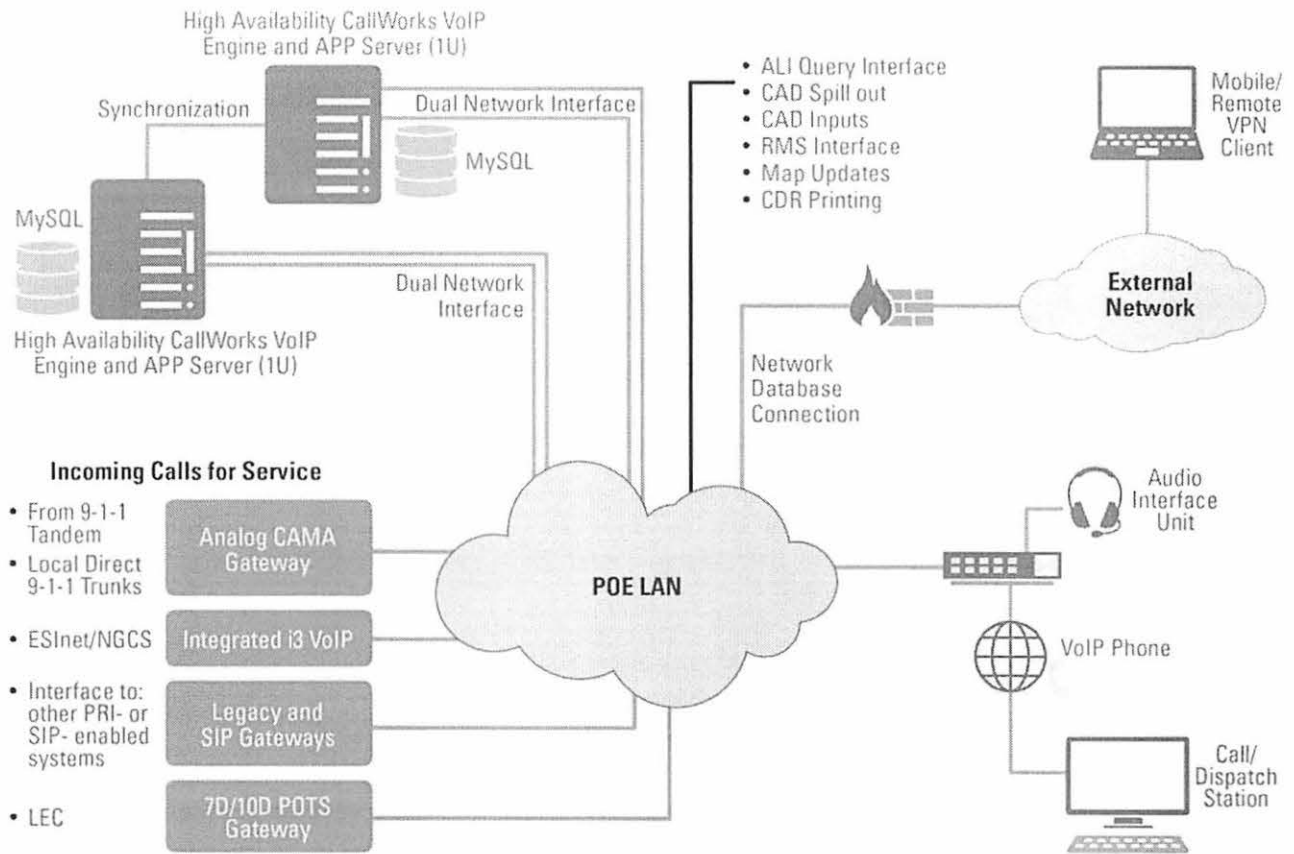 High Availability CallWorks VoIP
Engine and APP Server (1U)
Synchronization
Dual Network Interface
MySQL
MySQL
Dual Network
Interface
High Availability CallWorks VoIP
Engine and APP Server (1U)
• ALI Query Interface
• CAD Spill out
• CAD Inputs
• RMS Interface
• Map Updates
• CDR Printing
Mobile/
Remote
VPN
Client
External
Network
Network
Database
Connection
Incoming Calls for Service
• From 9-1-1
Tandem
• Local Direct
9-1-1 Trunks
Analog CAMA
Gateway
• ESInet/NGCS
Integrated i3 VoIP
• Interface to:
other PRI- or
SIP- enabled
systems
Legacy and
SIP Gateways
• LEC
7D/10D POTS
Gateway
POE LAN
Audio
Interface
Unit
VoIP Phone
Call/
Dispatch
Station